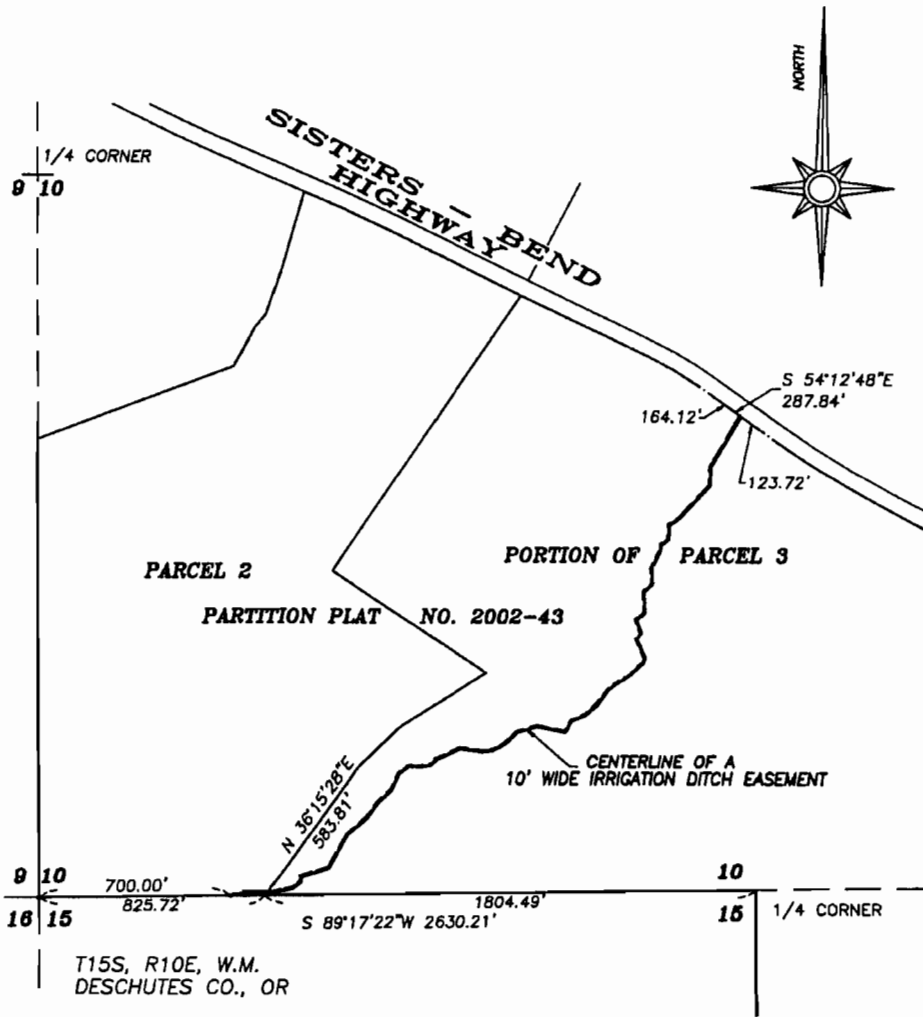 NORTH
SISTERS – BEND
HIGHWAY
1/4 CORNER
9 10
S 54°12'48"E
287.84'
164.12'
123.72'
PARCEL 2
PORTION OF PARCEL 3
PARTITION PLAT NO. 2002-43
CENTERLINE OF A
10' WIDE IRRIGATION DITCH EASEMENT
N 36°15'28"E
583.81'
9 10
700.00'
10
825.72'
1804.49'
16 15
S 89°17'22"W 2630.21'
15
1/4 CORNER
T15S, R10E, W.M.
DESCHUTES CO., OR